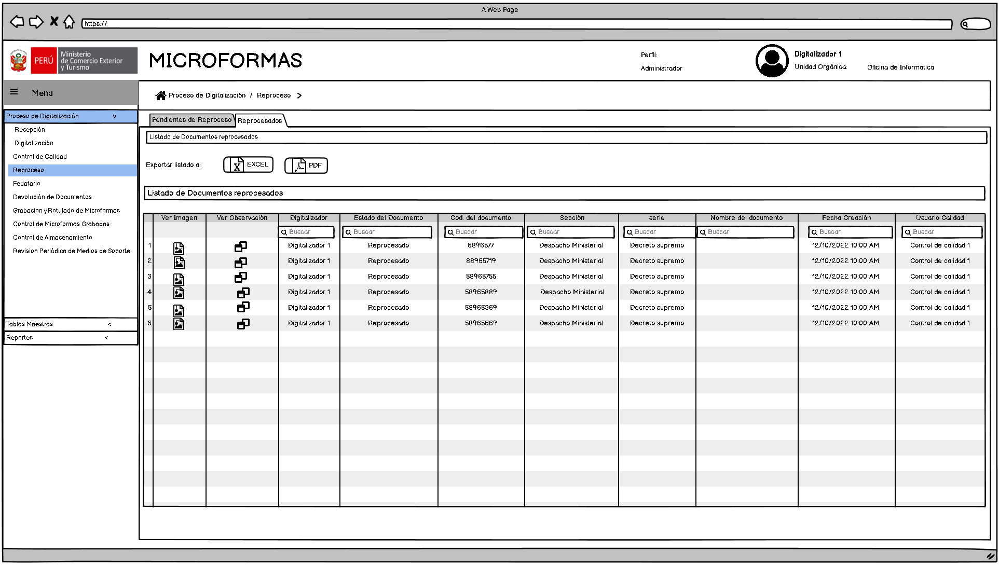 A Web Page
https://
PERÚ
Ministerio
de Comercio Exterior
y Turismo
MICROFORMAS
Perfil:
Administrador
Digitalizador 1
Unidad Orgánica: Oficina de Informatica
Menu
Proceso de Digitalización / Reproceso >
Proceso de Digitalización v
Recepción
Digitalización
Control de Calidad
Reproceso
Fedatario
Devolución de Documentos
Grabacion y Rotulado de Microformas
Control de Microformas Grabadas
Control de Almacenamiento
Revision Periódica de Medios de Soporte
Tablas Maestras <
Reportes <
Pendientes de Reproceso Reprocesados
Listado de Documentos reprocesados
Exportar listado a: EXCEL PDF
Listado de Documentos reprocesados
Ver Imagen Ver Observación Digitalizador Estado del Documento Cod. del documento Sección serie Nombre del documento Fecha Creación Usuario Calidad
Buscar Buscar Buscar Buscar Buscar Buscar Buscar Buscar
1 Digitalizador 1 Reprocesado 6896577 Despacho Ministerial Decreto supremo 12/10/2022 10:00 AM. Control de calidad 1
2 Digitalizador 1 Reprocesado 88965719 Despacho Ministerial Decreto supremo 12/10/2022 10:00 AM. Control de calidad 1
3 Digitalizador 1 Reprocesado 58965755 Despacho Ministerial Decreto supremo 12/10/2022 10:00 AM. Control de calidad 1
4 Digitalizador 1 Reprocesado 58965889 Despacho Ministerial Decreto supremo 12/10/2022 10:00 AM. Control de calidad 1
5 Digitalizador 1 Reprocesado 58965369 Despacho Ministerial Decreto supremo 12/10/2022 10:00 AM. Control de calidad 1
6 Digitalizador 1 Reprocesado 58965669 Despacho Ministerial Decreto supremo 12/10/2022 10:00 AM. Control de calidad 1